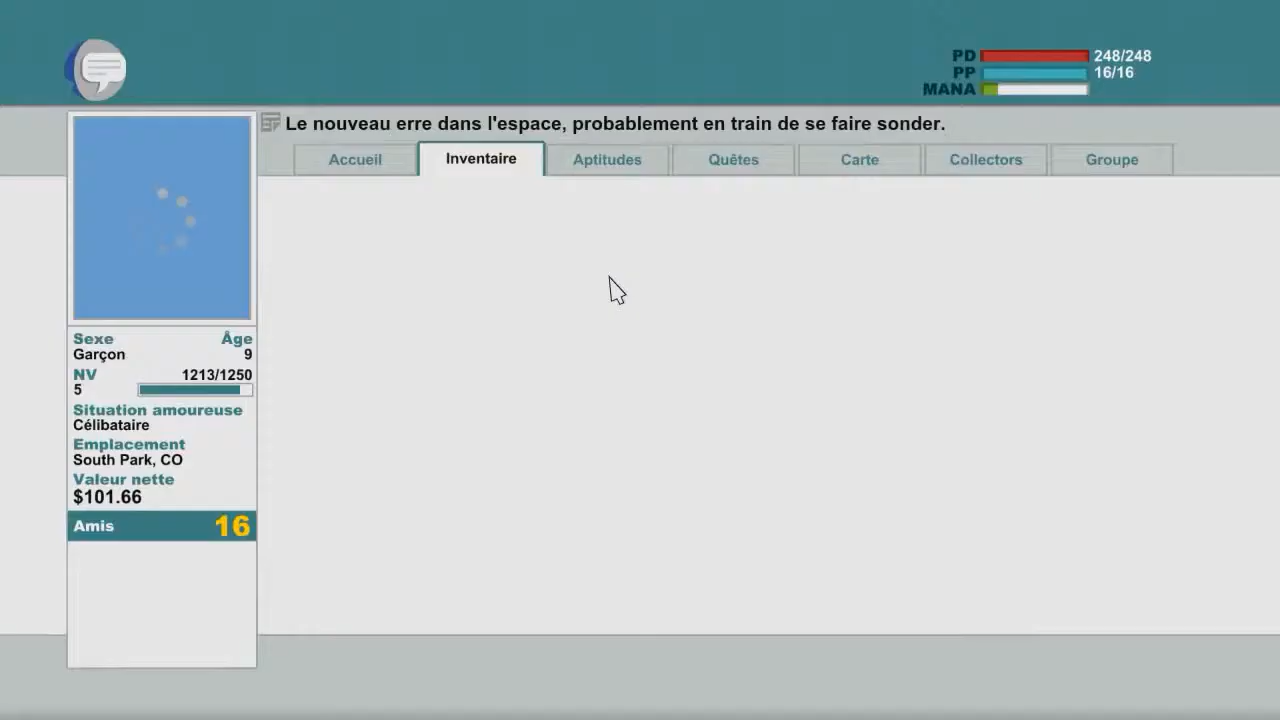 PD 248/248
PP 16/16
MANA
Le nouveau erre dans l'espace, probablement en train de se faire sonder.
Accueil Inventaire Aptitudes Quêtes Carte Collectors Groupe
Sexe Âge
Garçon 9
NV 1213/1250
5
Situation amoureuse
Célibataire
Emplacement
South Park, CO
Valeur nette
$101.66
Amis 16